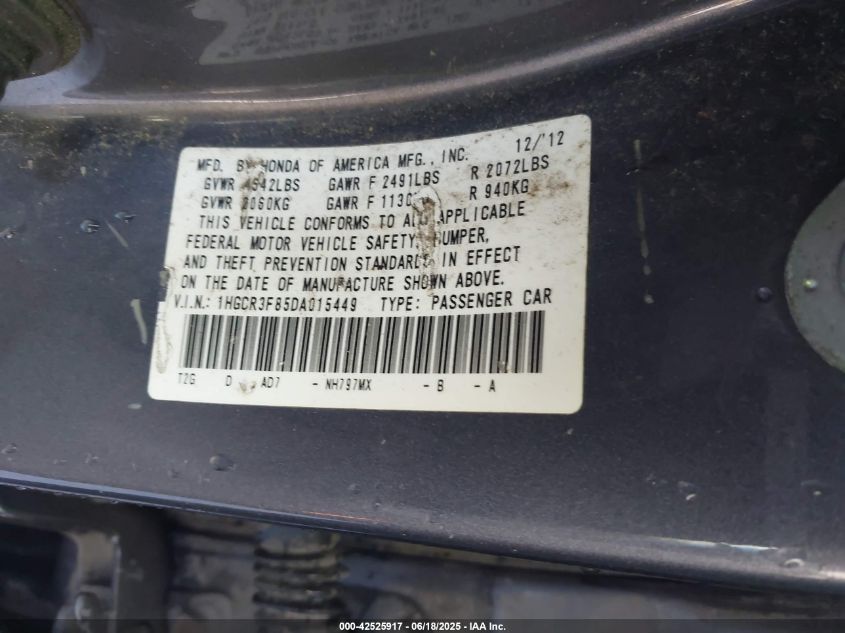 MFD. BY HONDA OF AMERICA MFG., INC. 12/'12
GVWR 4542LBS GAWR F 2491LBS R 2072LBS
GVWR 2060KG GAWR F 1130KG R 940KG
THIS VEHICLE CONFORMS TO ALL APPLICABLE
FEDERAL MOTOR VEHICLE SAFETY, BUMPER,
AND THEFT PREVENTION STANDARDS IN EFFECT
ON THE DATE OF MANUFACTURE SHOWN ABOVE.
V.I.N.: 1HGCR3F85DA015449 TYPE: PASSENGER CAR
T2G D AD7 - NH797MX - B - A
000-42525917 - 06/18/2025 - IAA Inc.